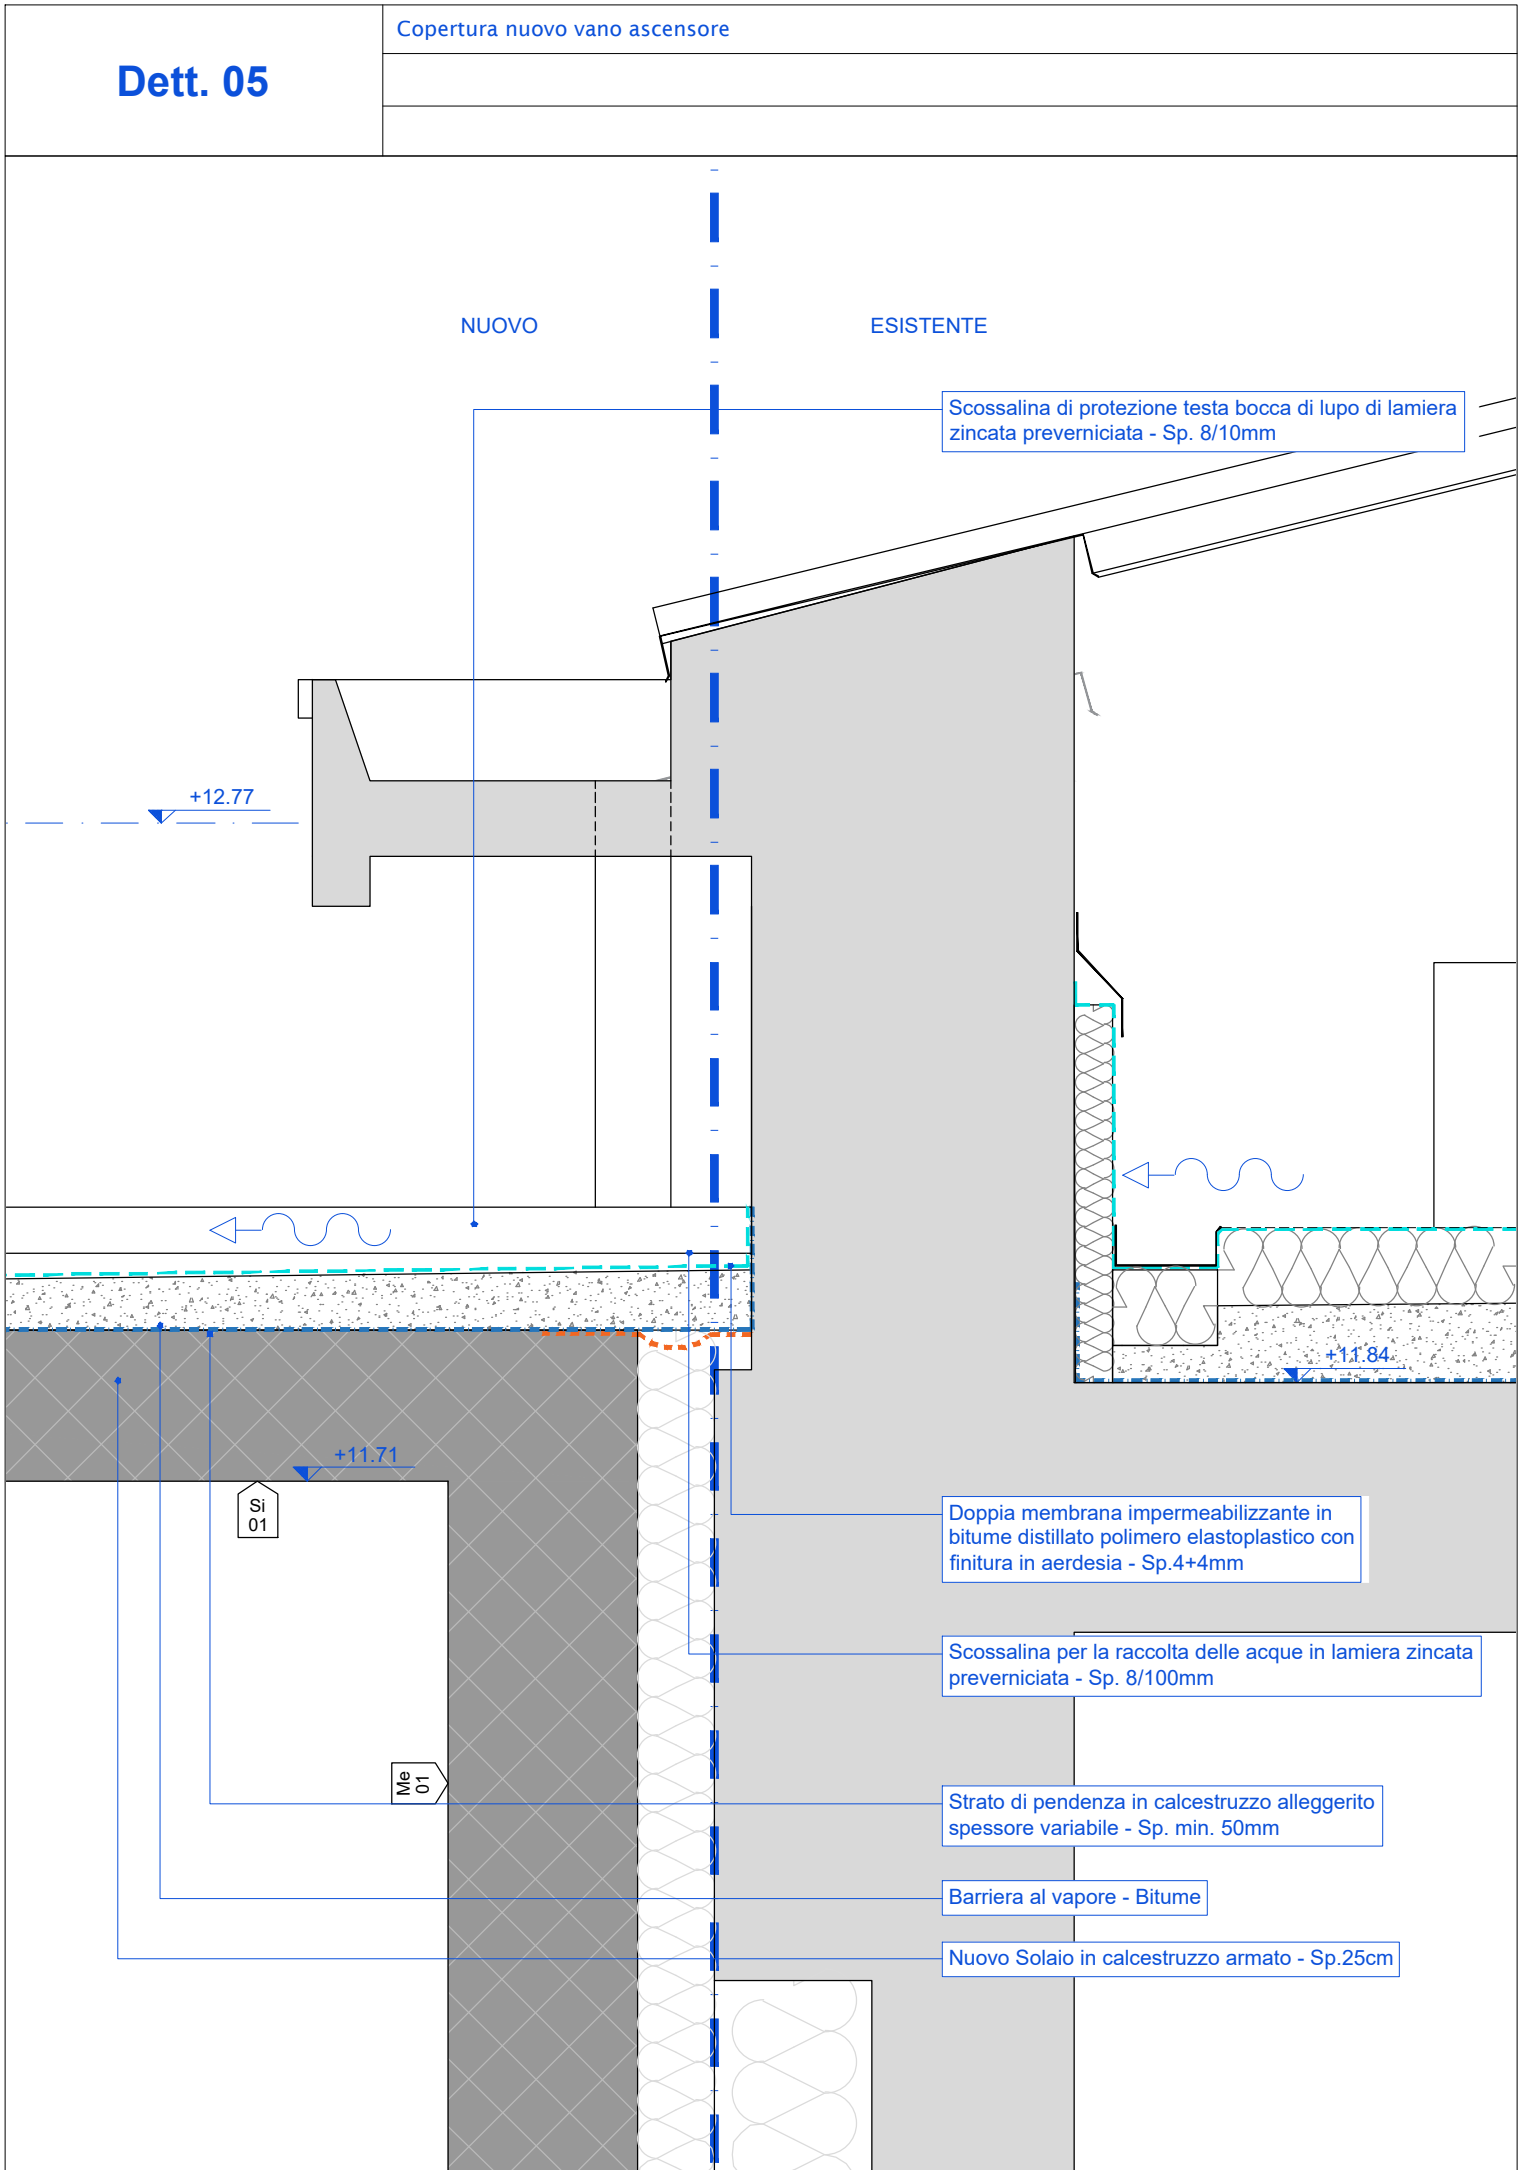 Dett. 05
Copertura nuovo vano ascensore
NUOVO
ESISTENTE
Scossalina di protezione testa bocca di lupo di lamiera
zincata preverniciata - Sp. 8/10mm
+12.77
+11.84
+11.71
Si
01
Doppia membrana impermeabilizzante in
bitume distillato polimero elastoplastico con
finitura in aerdesia - Sp.4+4mm
Scossalina per la raccolta delle acque in lamiera zincata
preverniciata - Sp. 8/100mm
Me
01
Strato di pendenza in calcestruzzo alleggerito
spessore variabile - Sp. min. 50mm
Barriera al vapore - Bitume
Nuovo Solaio in calcestruzzo armato - Sp.25cm